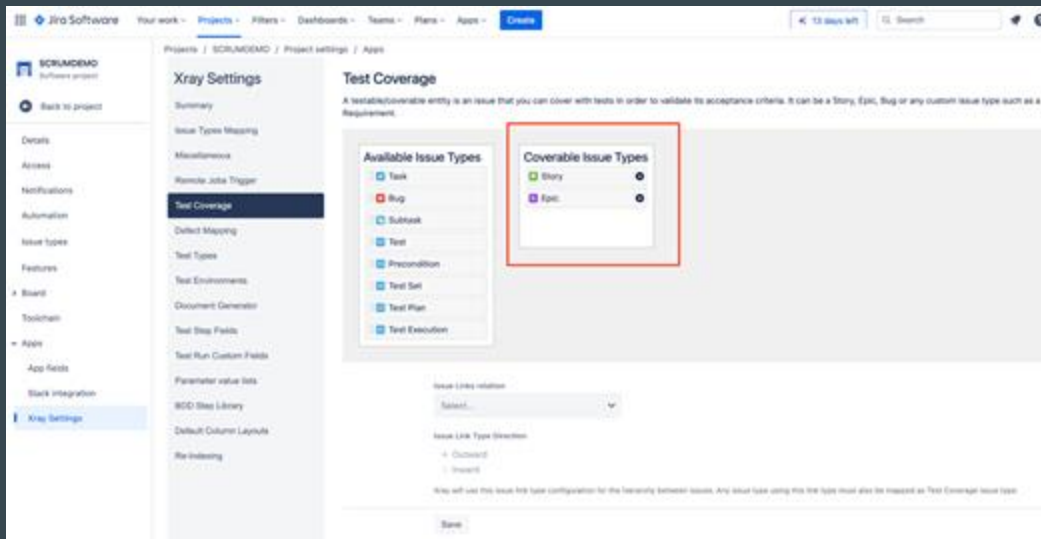 Jira Software Your work Projects Filters Dashboards Teams Plans Apps Create 13 days left Search
Projects / SCRUMDEMO / Project settings / Apps
SCRUMDEMO
Software project
Back to project
Details
Access
Notifications
Automation
Issue types
Features
Board
Toolchain
Apps
App fields
Slack integration
Xray Settings
Xray Settings
Summary
Issue Types Mapping
Miscellaneous
Remote Jobs Trigger
Test Coverage
Defect Mapping
Test Types
Test Environments
Document Generator
Test Step Fields
Test Run Custom Fields
Parameter value lists
BDD Step Library
Default Column Layouts
Re-Indexing
Test Coverage
A testable/coverable entity is an issue that you can cover with tests in order to validate its acceptance criteria. It can be a Story, Epic, Bug or any custom issue type such as a
Requirement.
Available Issue Types
Task
Bug
Subtask
Test
Precondition
Test Set
Test Plan
Test Execution
Coverable Issue Types
Story
Epic
Issue Links relation
Select...
Issue Link Type Direction
Outward
Inward
Xray will use this issue link type configuration for the hierarchy between issues. Any issue type using this link type must also be mapped as Test Coverage issue type.
Save